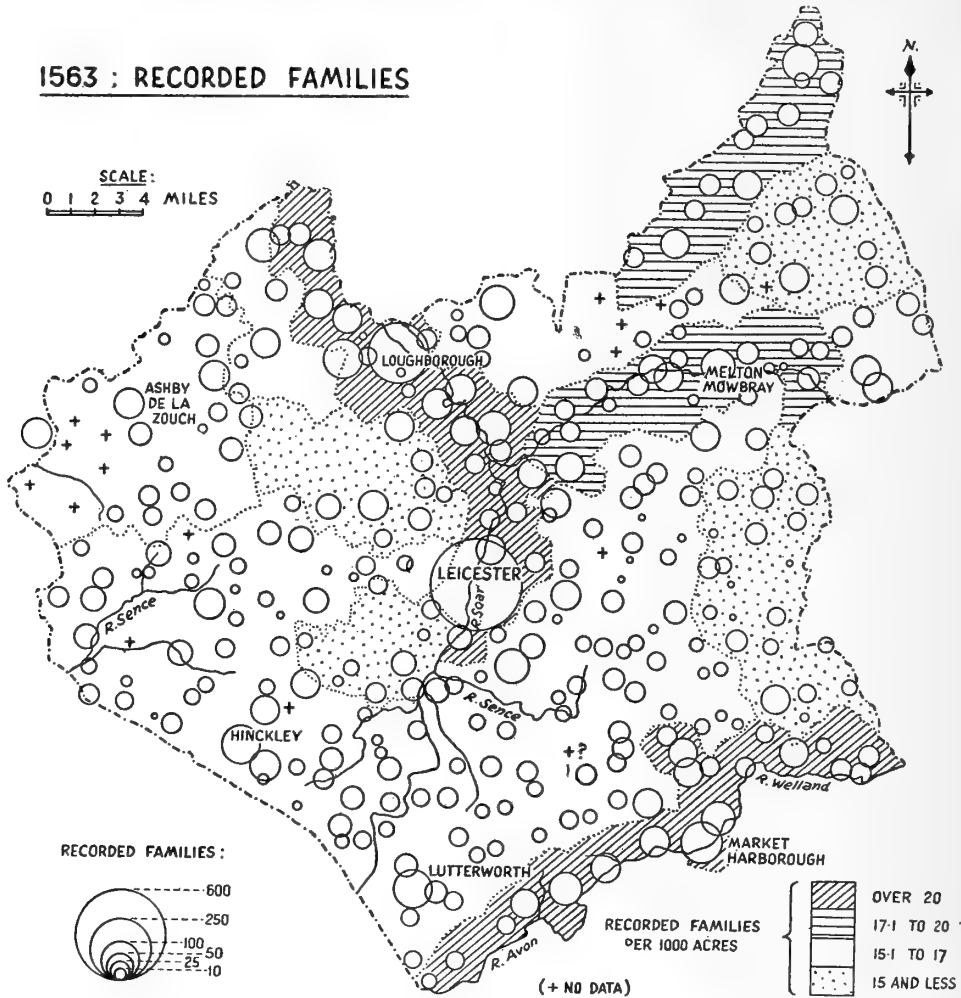 1563 : RECORDED FAMILIES
N.
SCALE:
0 1 2 3 4 MILES
LOUGHBOROUGH
MELTON
MOWBRAY
ASHBY
DE LA
ZOUCH
LEICESTER
R. Soar
R. Sence
R. Sence
HINCKLEY
+?
R. Welland
MARKET
HARBOROUGH
LUTTERWORTH
R. Avon
RECORDED FAMILIES :
600
250
100
50
25
10
RECORDED FAMILIES
PER 1000 ACRES
OVER 20
17·1 TO 20
15·1 TO 17
15 AND LESS
(+ NO DATA)